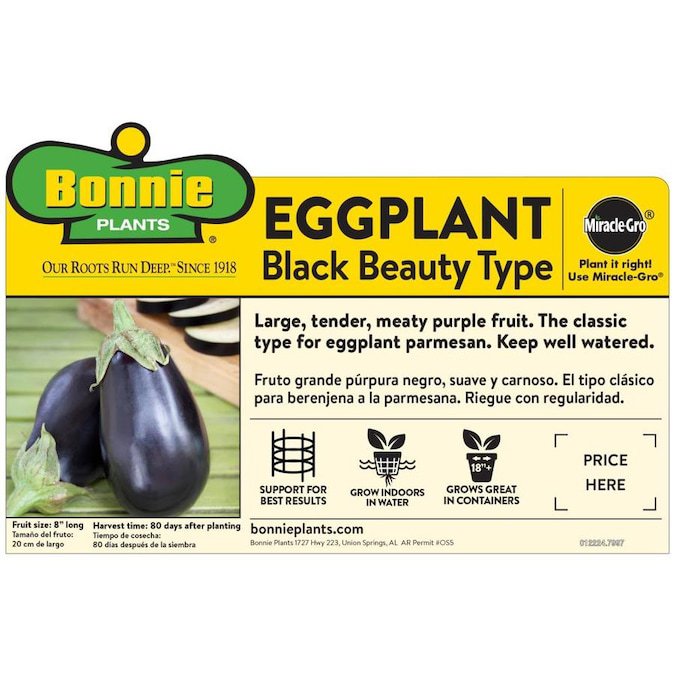 Bonnie
PLANTS
®
OUR ROOTS RUN DEEP.™ SINCE 1918
EGGPLANT
Black Beauty Type
Miracle-Gro®
Plant it right!
Use Miracle-Gro®
Large, tender, meaty purple fruit. The classic
type for eggplant parmesan. Keep well watered.
Fruto grande púrpura negro, suave y carnoso. El tipo clásico
para berenjena a la parmesana. Riegue con regularidad.
SUPPORT FOR
BEST RESULTS
GROW INDOORS
IN WATER
18"+
GROWS GREAT
IN CONTAINERS
PRICE
HERE
Fruit size: 8" long
Tamaño del fruto:
20 cm de largo
Harvest time: 80 days after planting
Tiempo de cosecha:
80 días después de la siembra
bonnieplants.com
Bonnie Plants 1727 Hwy 223, Union Springs, AL AR Permit #OS5